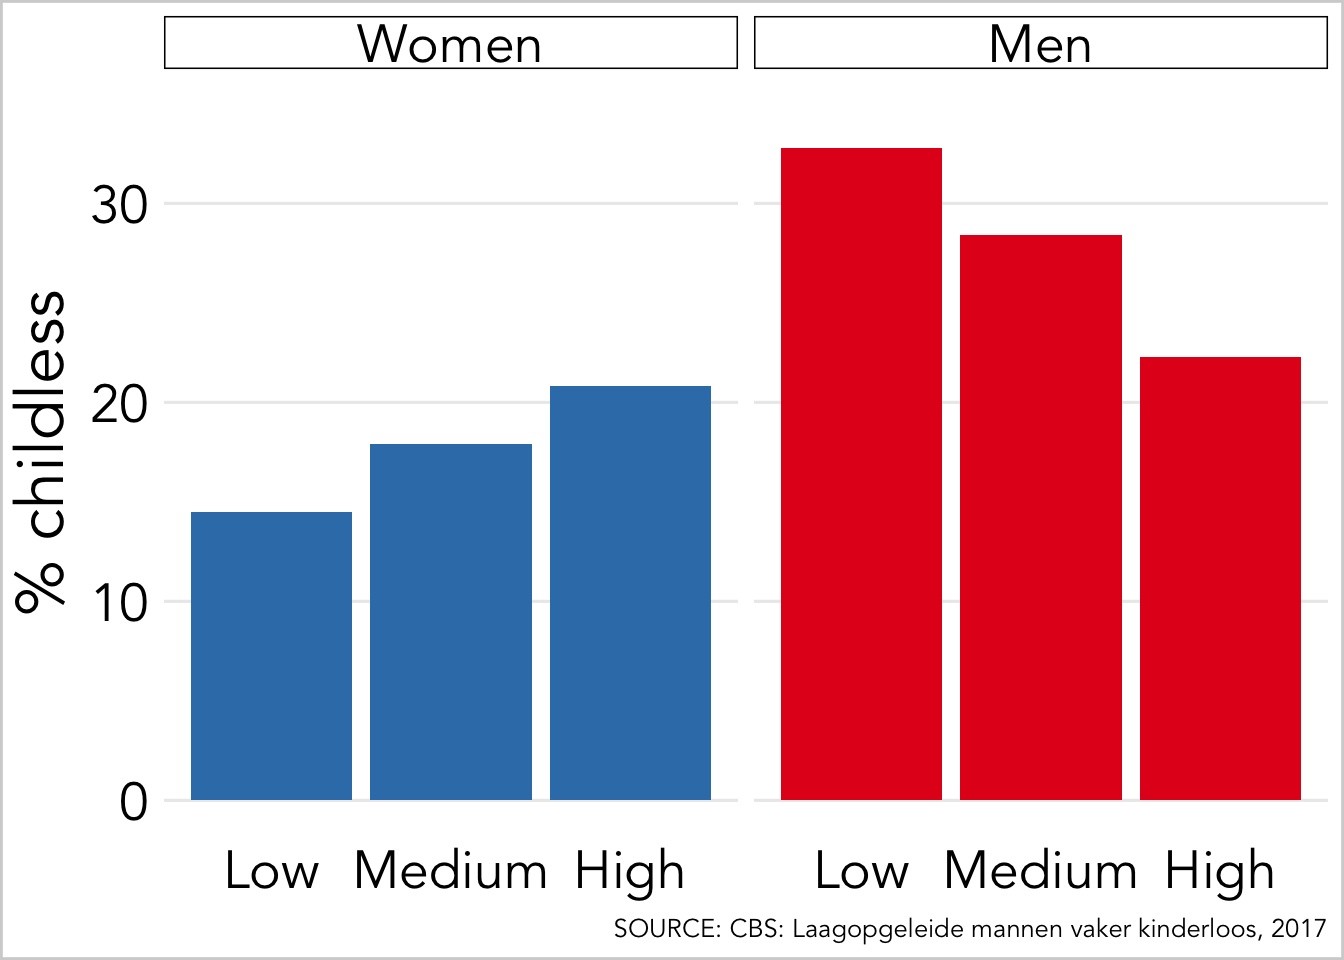 Women
Men
% childless
30
20
10
0
Low Medium High
Low Medium High
SOURCE: CBS: Laagopgeleide mannen vaker kinderloos, 2017